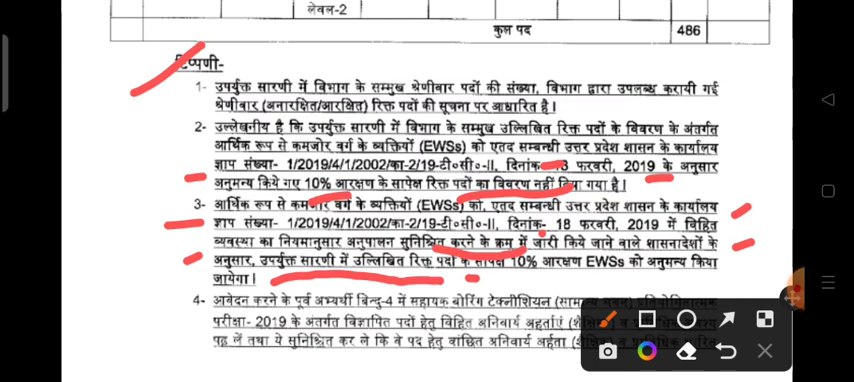 लेवल-2
कुल पद 486
टिप्पणी-
1- उपर्युक्त सारणी में विभाग के सम्मुख श्रेणीवार पदों की संख्या, विभाग द्वारा उपलब्ध करायी गई
श्रेणीवार (अनारक्षित/आरक्षित) रिक्त पदों की सूचना पर आधारित है।
2- उल्लेखनीय है कि उपर्युक्त सारणी में विभाग के सम्मुख उल्लिखित रिक्त पदों के विवरण के अंतर्गत
आर्थिक रूप से कमजोर वर्ग के व्यक्तियों (EWSs) को एतद सम्बन्धी उत्तर प्रदेश शासन के कार्यालय
ज्ञाप संख्या- 1/2019/4/1/2002/का-2/19-टी०सी०-II, दिनांक फरवरी, 2019 के अनुसार
अनुमन्य किये गए 10% आरक्षण के सापेक्ष रिक्त पदों का विवरण नहीं दिया गया है।
3- आर्थिक रूप से कमजोर वर्ग के व्यक्तियों (EWSs) को, एतद सम्बन्धी उत्तर प्रदेश शासन के कार्यालय
ज्ञाप संख्या- 1/2019/4/1/2002/का-2/19-टी०सी०-II, दिनांक- 18 फरवरी, 2019 में विहित
व्यवस्था का नियमानुसार अनुपालन सुनिश्चित करने के क्रम में जारी किये जाने वाले शासनादेशों के
अनुसार, उपर्युक्त सारणी में उल्लिखित रिक्त पदों के सापेक्ष 10% आरक्षण EWSs को अनुमन्य किया
जायेगा।
4- आवेदन करने के पूर्व अभ्यर्थी बिन्दु-4 में सहायक बोरिंग टेक्नीशियन
परीक्षा- 2019 के अंतर्गत विज्ञापित पदों हेतु विहित अनिवार्य अर्हताएं
पढ़ लें तथा ये सुनिश्चित कर ले कि वे पद हेतु वांछित अनिवार्य अर्हता